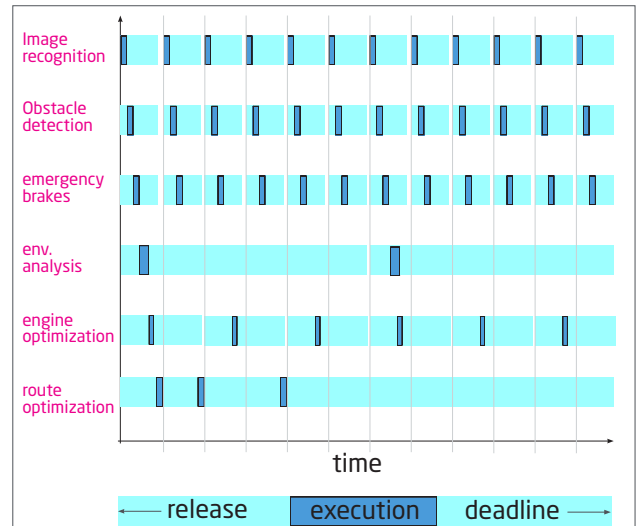 Image
recognition
Obstacle
detection
emergency
brakes
env.
analysis
engine
optimization
route
optimization
time
release execution deadline